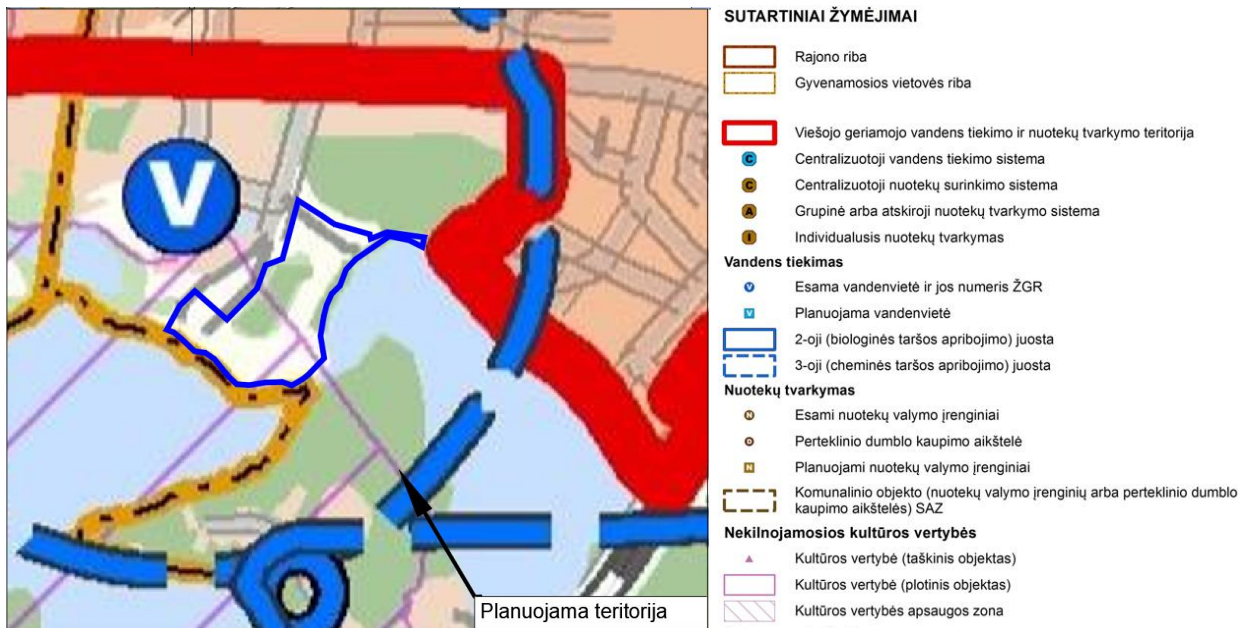 V
Planuojama teritorija
SUTARTINIAI ŽYMĖJIMAI
Rajono riba
Gyvenamosios vietovės riba
Viešojo geriamojo vandens tiekimo ir nuotekų tvarkymo teritorija
C Centralizuotoji vandens tiekimo sistema
C Centralizuotoji nuotekų surinkimo sistema
A Grupinė arba atskiroji nuotekų tvarkymo sistema
I Individualusis nuotekų tvarkymas
Vandens tiekimas
V Esama vandenvietė ir jos numeris ŽGR
V Planuojama vandenvietė
2-oji (biologinės taršos apribojimo) juosta
3-oji (cheminės taršos apribojimo) juosta
Nuotekų tvarkymas
N Esami nuotekų valymo įrenginiai
Perteklinio dumblo kaupimo aikštelė
N Planuojami nuotekų valymo įrenginiai
Komunalinio objekto (nuotekų valymo įrenginių arba perteklinio dumblo
kaupimo aikštelės) SAZ
Nekilnojamosios kultūros vertybės
Kultūros vertybė (taškinis objektas)
Kultūros vertybė (plotinis objektas)
Kultūros vertybės apsaugos zona